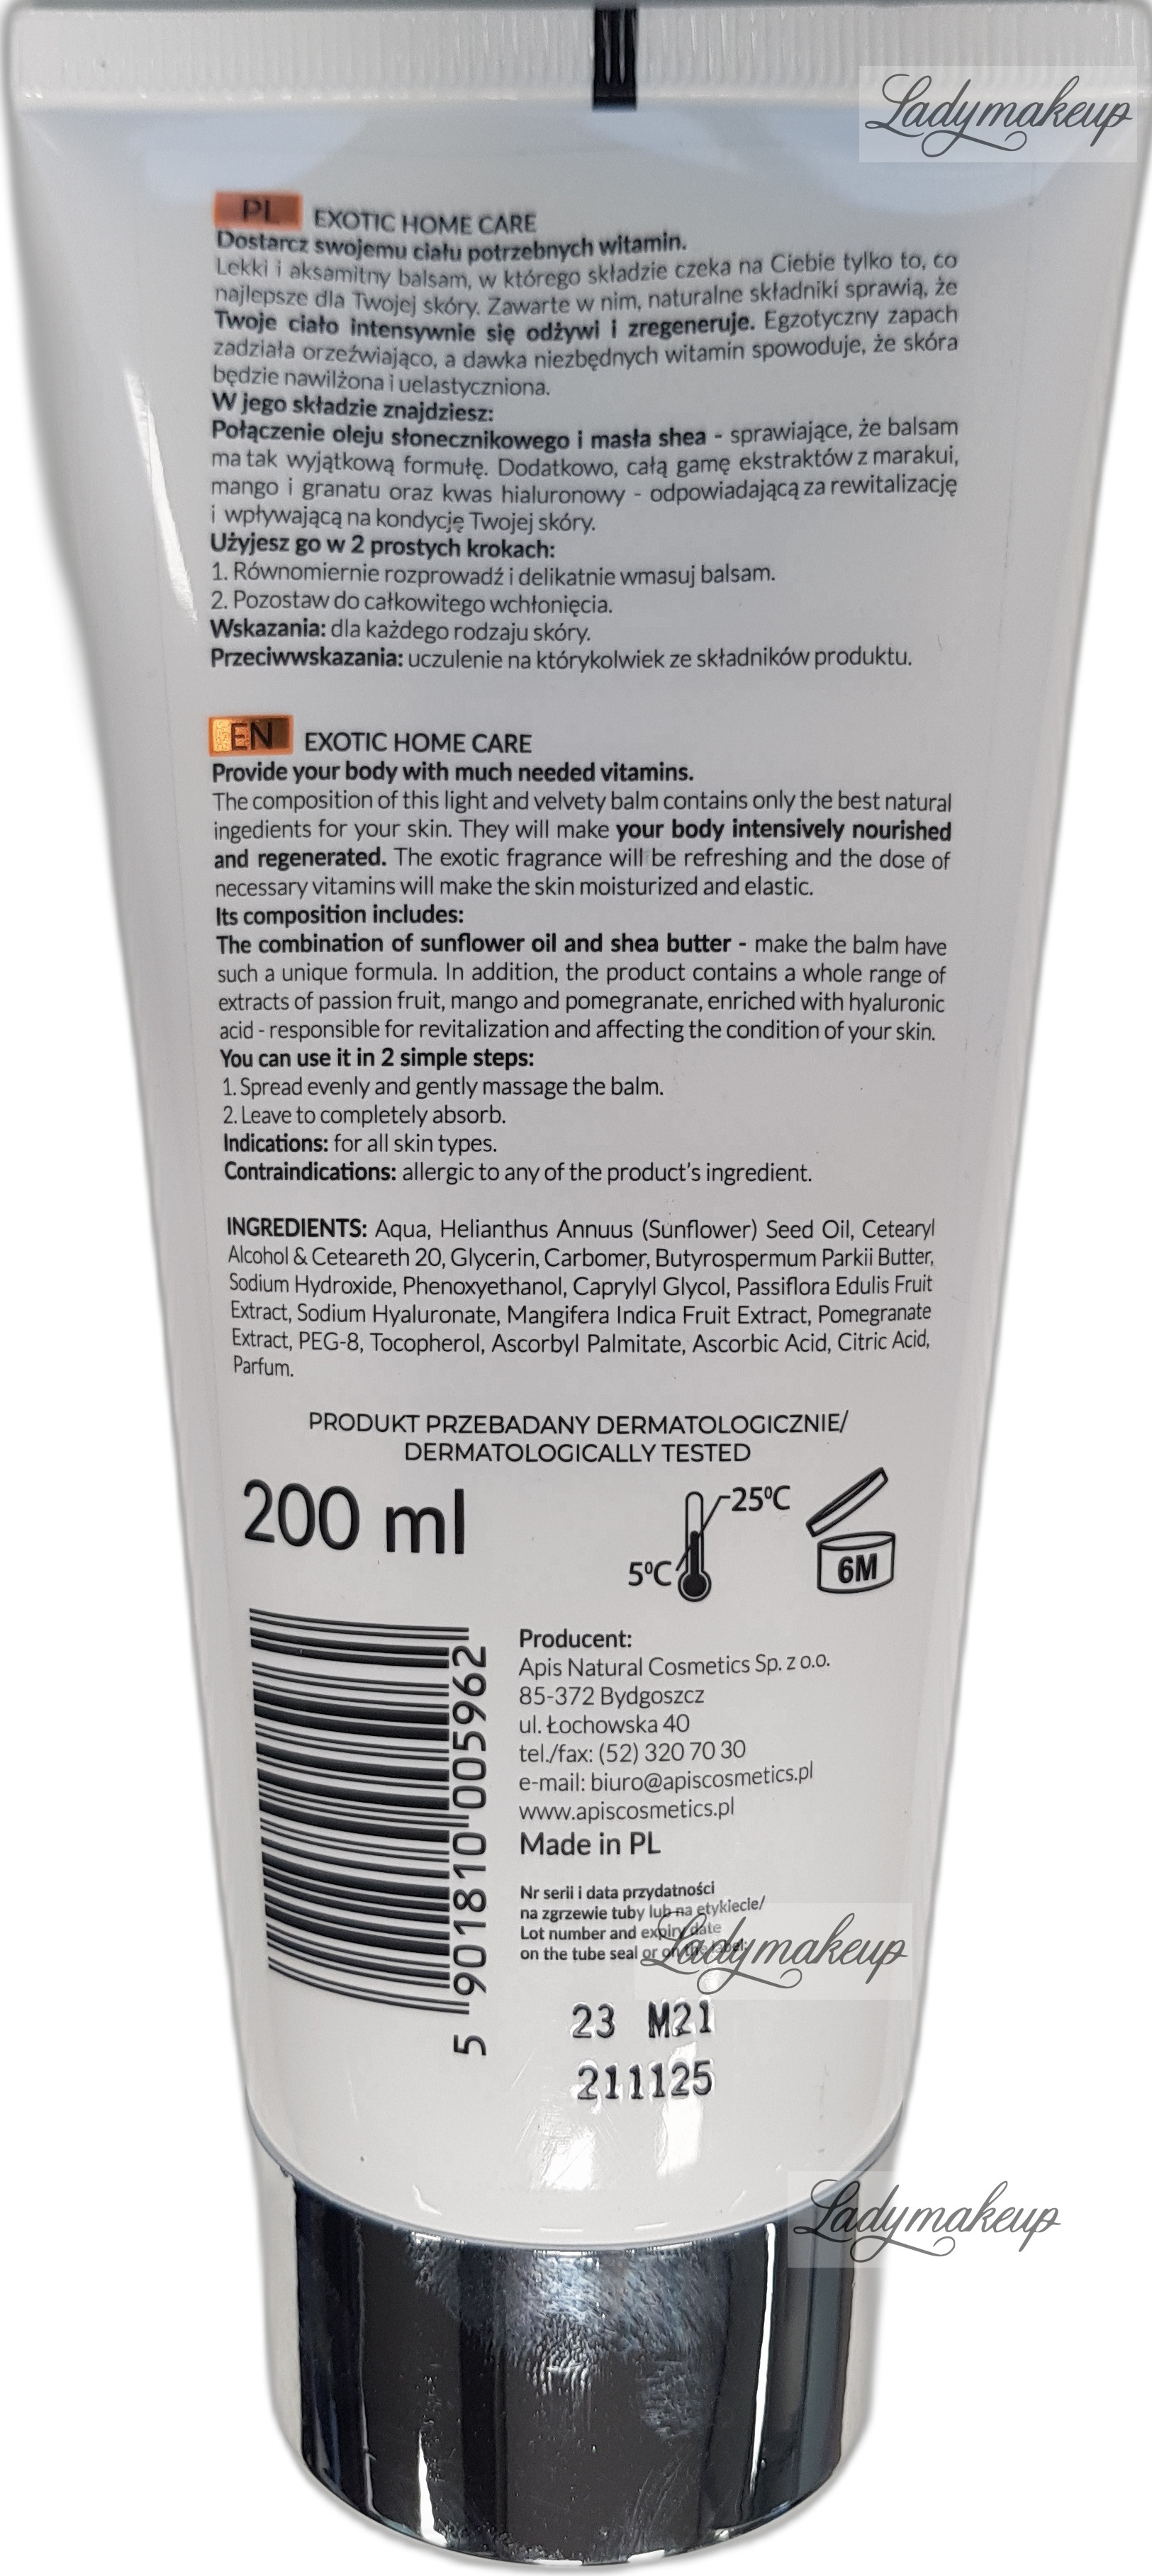 Ladymakeup
PL EXOTIC HOME CARE
Dostarcz swojemu ciału potrzebnych witamin.
Lekki i aksamitny balsam, w którego składzie czeka na Ciebie tylko to, co
najlepsze dla Twojej skóry. Zawarte w nim, naturalne składniki sprawią, że
Twoje ciało intensywnie się odżywi i zregeneruje. Egzotyczny zapach
zadziała orzeźwiająco, a dawka niezbędnych witamin spowoduje, że skóra
będzie nawilżona i uelastyczniona.
W jego składzie znajdziesz:
Połączenie oleju słonecznikowego i masła shea - sprawiające, że balsam
ma tak wyjątkową formułę. Dodatkowo, całą gamę ekstraktów z marakui,
mango i granatu oraz kwas hialuronowy - odpowiadającą za rewitalizację
i wpływającą na kondycję Twojej skóry.
Użyjesz go w 2 prostych krokach:
1. Równomiernie rozprowadź i delikatnie wmasuj balsam.
2. Pozostaw do całkowitego wchłonięcia.
Wskazania: dla każdego rodzaju skóry.
Przeciwwskazania: uczulenie na którykolwiek ze składników produktu.
EN EXOTIC HOME CARE
Provide your body with much needed vitamins.
The composition of this light and velvety balm contains only the best natural
ingedients for your skin. They will make your body intensively nourished
and regenerated. The exotic fragrance will be refreshing and the dose of
necessary vitamins will make the skin moisturized and elastic.
Its composition includes:
The combination of sunflower oil and shea butter - make the balm have
such a unique formula. In addition, the product contains a whole range of
extracts of passion fruit, mango and pomegranate, enriched with hyaluronic
acid - responsible for revitalization and affecting the condition of your skin.
You can use it in 2 simple steps:
1. Spread evenly and gently massage the balm.
2. Leave to completely absorb.
Indications: for all skin types.
Contraindications: allergic to any of the product's ingredient.
INGREDIENTS: Aqua, Helianthus Annuus (Sunflower) Seed Oil, Cetearyl
Alcohol & Ceteareth 20, Glycerin, Carbomer, Butyrospermum Parkii Butter,
Sodium Hydroxide, Phenoxyethanol, Caprylyl Glycol, Passiflora Edulis Fruit
Extract, Sodium Hyaluronate, Mangifera Indica Fruit Extract, Pomegranate
Extract, PEG-8, Tocopherol, Ascorbyl Palmitate, Ascorbic Acid, Citric Acid,
Parfum.
PRODUKT PRZEBADANY DERMATOLOGICZNIE/
DERMATOLOGICALLY TESTED
200 ml
25ºC
5ºC
6M
Producent:
Apis Natural Cosmetics Sp. z o.o.
85-372 Bydgoszcz
ul. Łochowska 40
tel./fax: (52) 320 70 30
e-mail: biuro@apiscosmetics.pl
www.apiscosmetics.pl
Made in PL
5 901810 005962
Nr serii i data przydatności
na zgrzewie tuby lub na etykiecie/
Lot number and expiry date
on the tube seal or on the label:
Ladymakeup
23 M21
211125
Ladymakeup